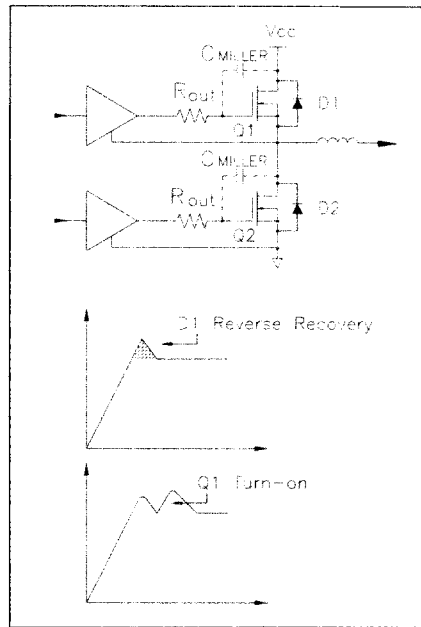 Vcc
CMILLER
Rout
D1
Q1
CMILLER
Rout
D2
Q2
D1 Reverse Recovery
Q1 Turn-on